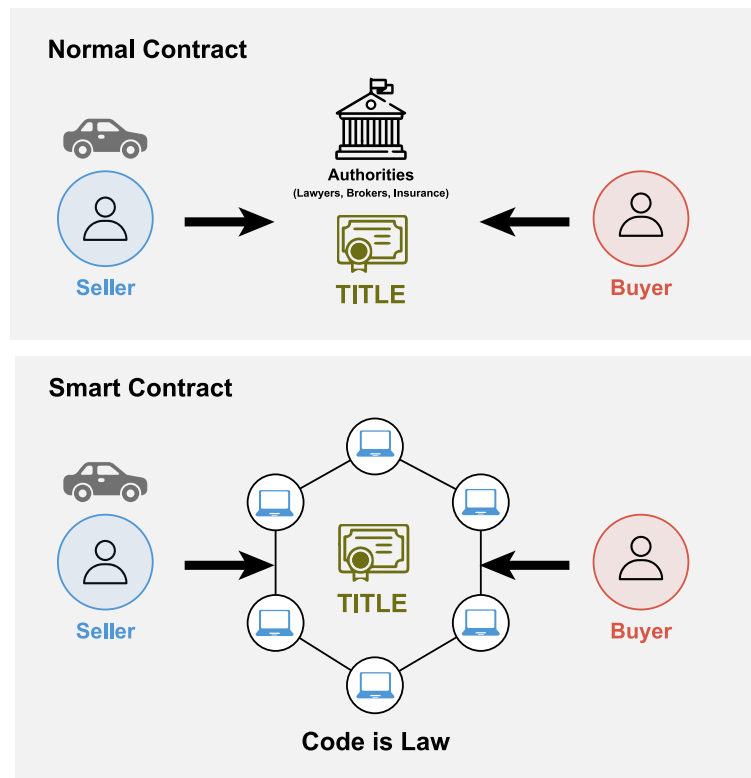 Normal Contract
Authorities
(Lawyers, Brokers, Insurance)
Seller
TITLE
Buyer
Smart Contract
TITLE
Seller
Buyer
Code is Law